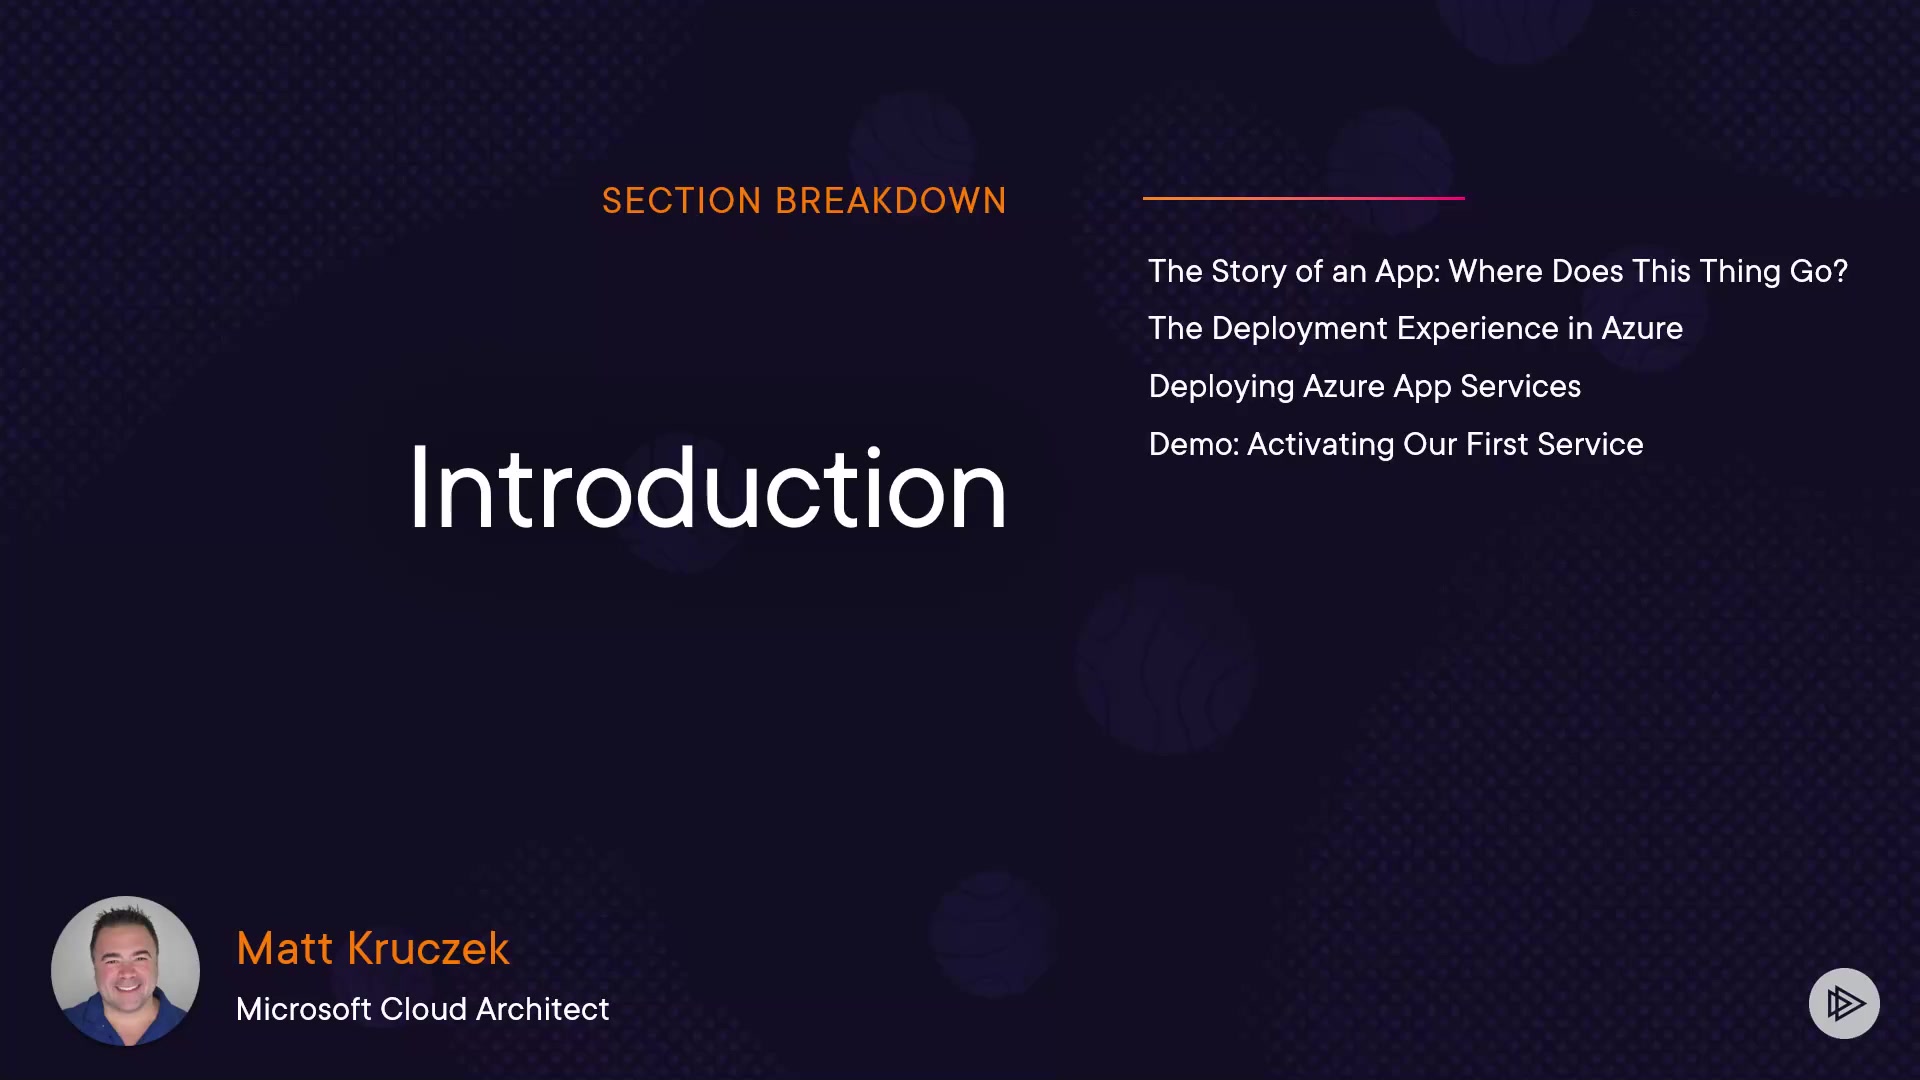 SECTION BREAKDOWN
Introduction
The Story of an App: Where Does This Thing Go?
The Deployment Experience in Azure
Deploying Azure App Services
Demo: Activating Our First Service
Matt Kruczek
Microsoft Cloud Architect